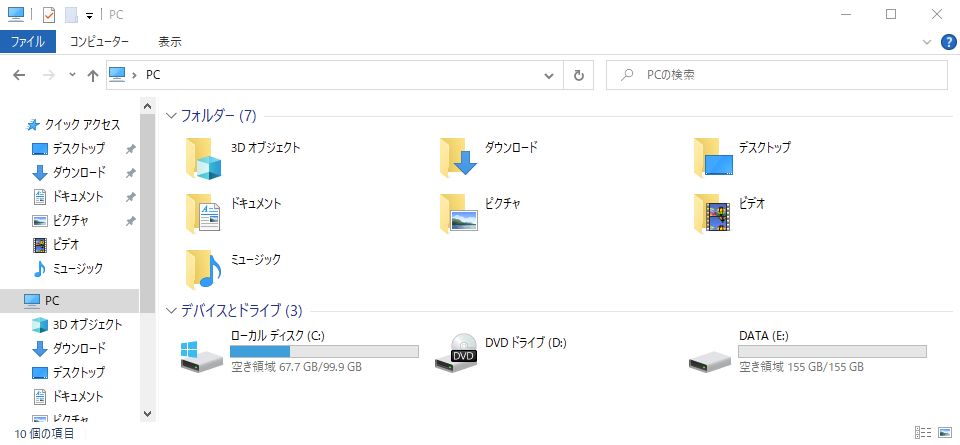 PC
ファイル コンピューター 表示
PC PCの検索
クイック アクセス
デスクトップ
ダウンロード
ドキュメント
ピクチャ
ビデオ
ミュージック
PC
3D オブジェクト
ダウンロード
デスクトップ
ドキュメント
ピクチャ
フォルダー (7)
3D オブジェクト ダウンロード デスクトップ
ドキュメント ピクチャ ビデオ
ミュージック
デバイスとドライブ (3)
ローカル ディスク (C:)
空き領域 67.7 GB/99.9 GB
DVD ドライブ (D:)
DVD
DATA (E:)
空き領域 155 GB/155 GB
10 個の項目